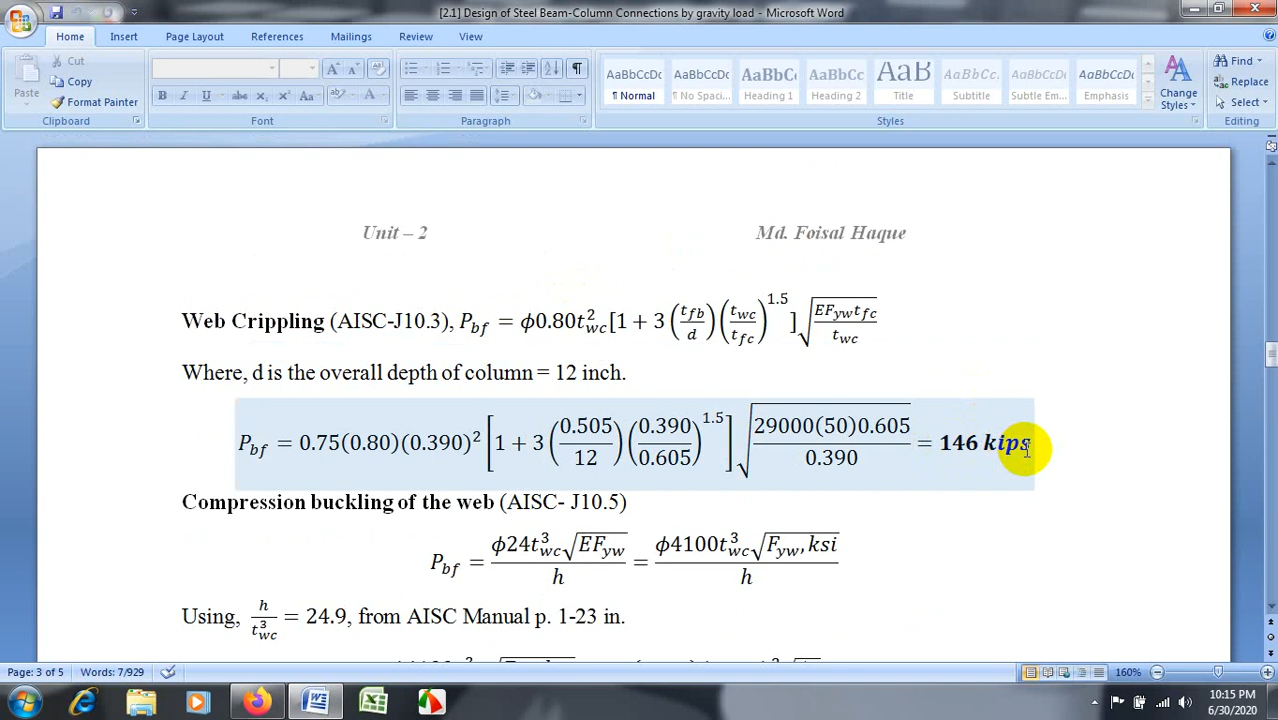 [2.1] Design of Steel Beam-Column Connections by gravity load - Microsoft Word
Home Insert Page Layout References Mailings Review View
Paste Cut Copy Format Painter
Clipboard
B I U abc x₂ x² Aa
Font
Paragraph
AaBbCcDc AaBbCcDc AaBbCc AaBbCc AaB AaBbCcDc AaBbCcDc AaBbCcDc
¶ Normal ¶ No Spaci... Heading 1 Heading 2 Title Subtitle Subtle Em... Emphasis
Change Styles
Styles
Find
Replace
Select
Editing
Unit – 2 Md. Foisal Haque
Web Crippling (AISC-J10.3), P_bf = ϕ0.80t_wc^2[1 + 3(t_fb/d)(t_wc/t_fc)^1.5]√(EF_yw t_fc/t_wc)
Where, d is the overall depth of column = 12 inch.
P_bf = 0.75(0.80)(0.390)^2 [1 + 3(0.505/12)(0.390/0.605)^1.5]√(29000(50)0.605/0.390) = 146 kips
Compression buckling of the web (AISC- J10.5)
P_bf = ϕ24t_wc^3√(EF_yw)/h = ϕ4100t_wc^3√(F_yw, ksi)/h
Using, h/t_wc^3 = 24.9, from AISC Manual p. 1-23 in.
Page: 3 of 5 Words: 7/929 160%
10:15 PM
6/30/2020